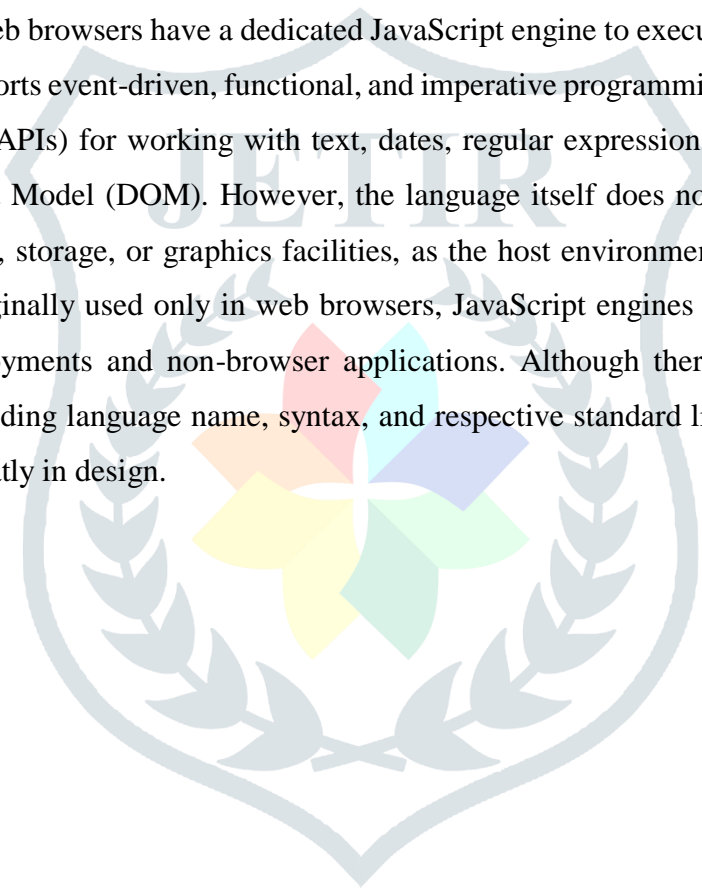 eb browsers have a dedicated JavaScript engine to execu
orts event-driven, functional, and imperative programmi
APIs) for working with text, dates, regular expression
Model (DOM). However, the language itself does no
, storage, or graphics facilities, as the host environmen
ginally used only in web browsers, JavaScript engines
oyments and non-browser applications. Although ther
ding language name, syntax, and respective standard li
atly in design.
JETIR